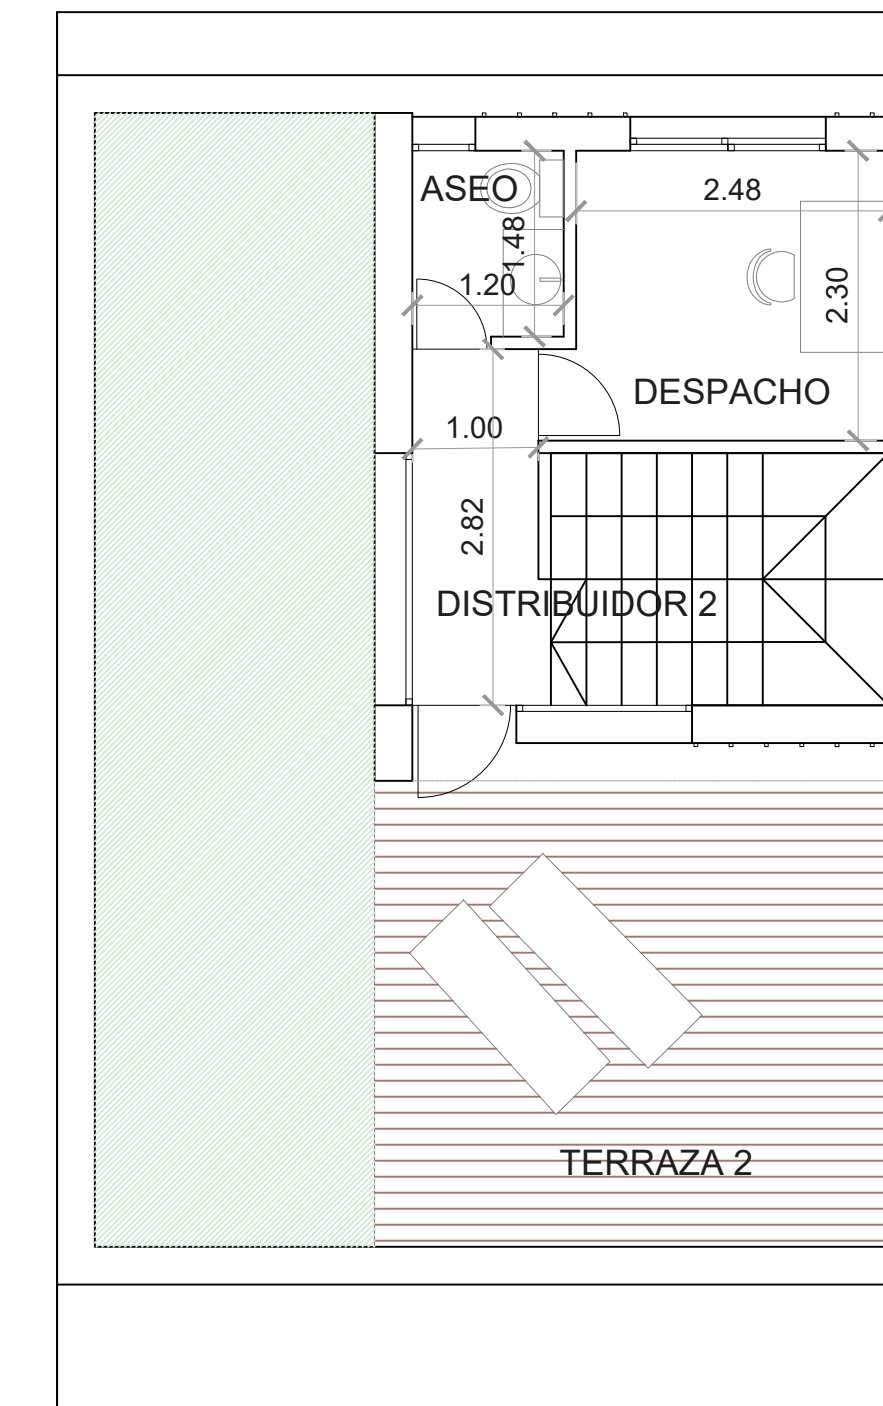 ASEO
2.48
1.48
1.20
2.30
DESPACHO
1.00
2.82
DISTRIBUIDOR 2
TERRAZA 2